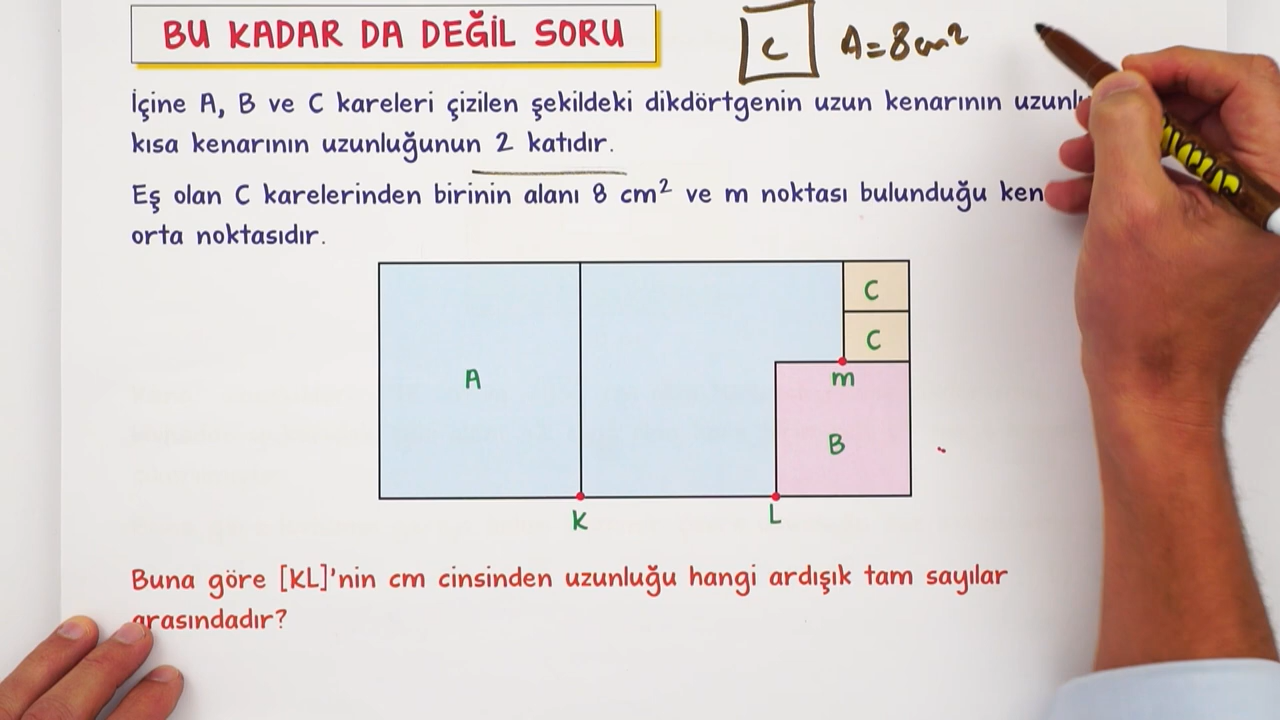 BU KADAR DA DEĞİL SORU
C A=8cm²
İçine A, B ve C kareleri çizilen şekildeki dikdörtgenin uzun kenarının
kısa kenarının uzunluğunun 2 katıdır.
Eş olan C karelerinden birinin alanı 8 cm² ve m noktası bulunduğu
orta noktasıdır.
C
C
A
m
B
K
L
Buna göre [KL]'nin cm cinsinden uzunluğu hangi ardışık tam sayılar
arasındadır?